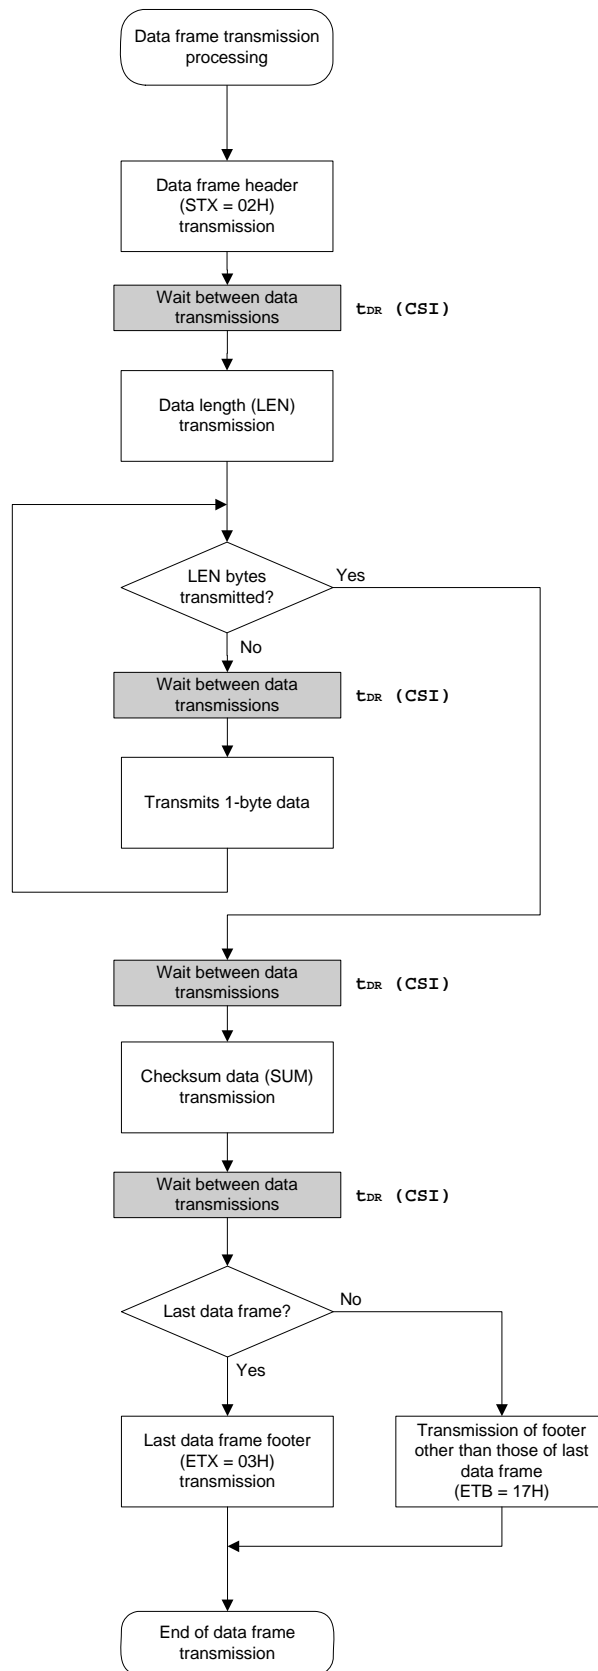 Data frame transmission
processing
Data frame header
(STX = 02H)
transmission
Wait between data
transmissions
tDR (CSI)
Data length (LEN)
transmission
LEN bytes
transmitted?
Yes
No
Wait between data
transmissions
tDR (CSI)
Transmits 1-byte data
Wait between data
transmissions
tDR (CSI)
Checksum data (SUM)
transmission
Wait between data
transmissions
tDR (CSI)
Last data frame?
No
Yes
Last data frame footer
(ETX = 03H)
transmission
Transmission of footer
other than those of last
data frame
(ETB = 17H)
End of data frame
transmission